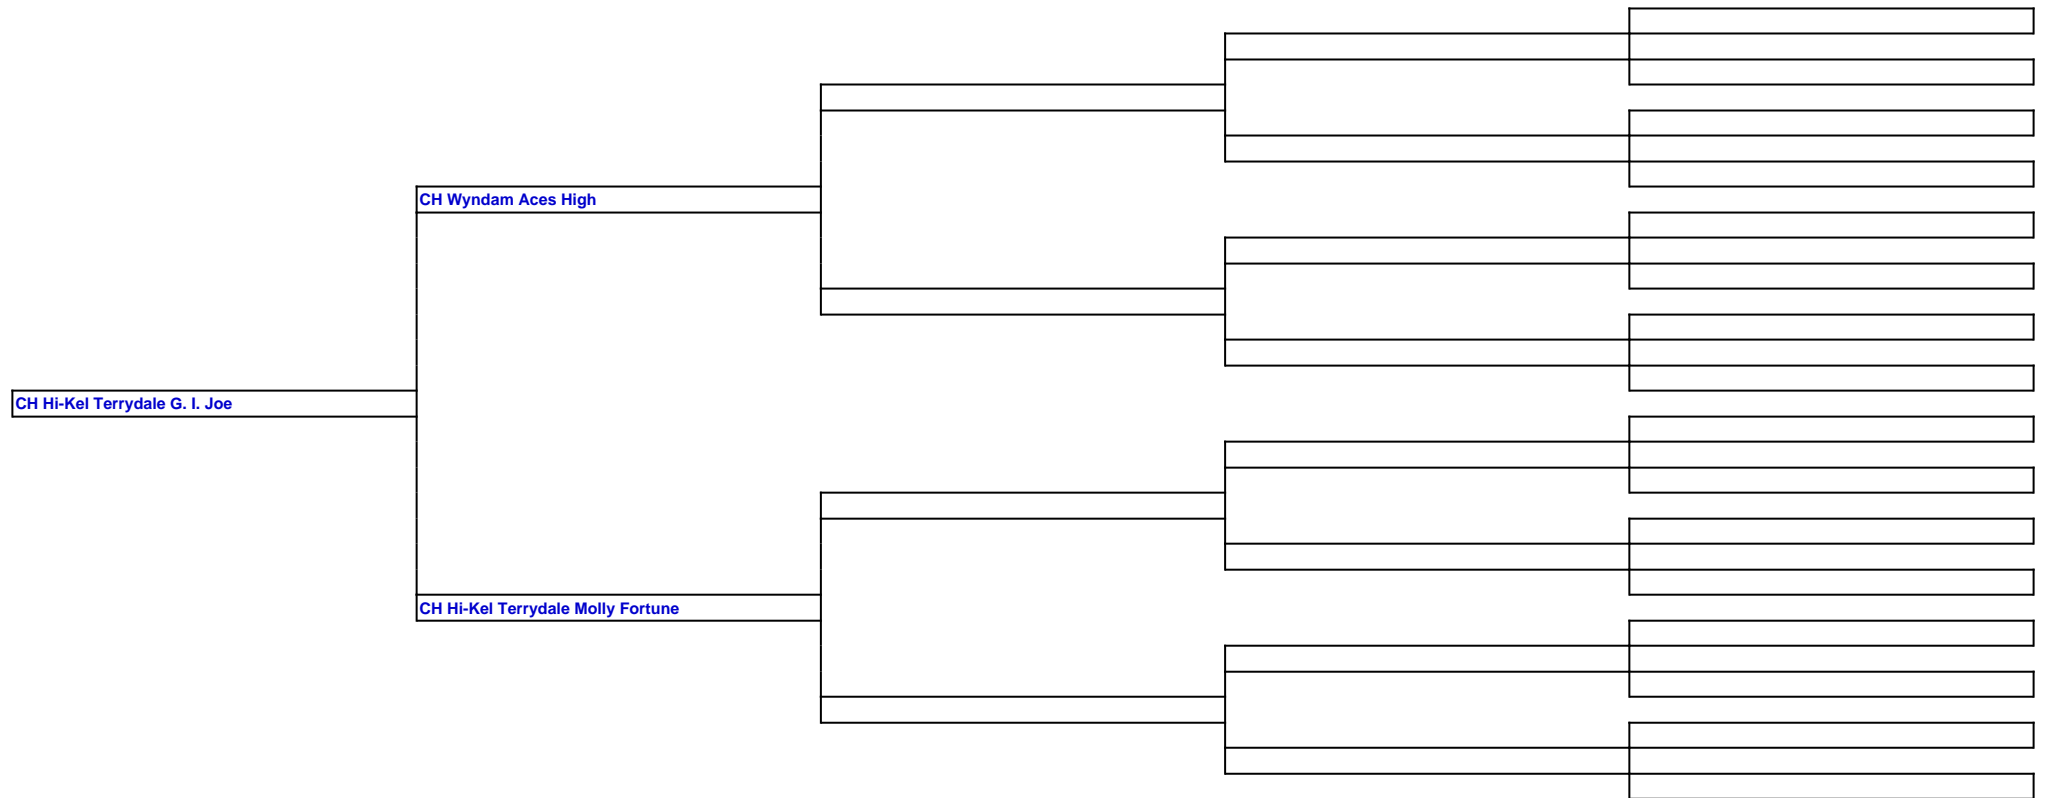 CH Wyndam Aces High
CH Hi-Kel Terrydale G. I. Joe
CH Hi-Kel Terrydale Molly Fortune